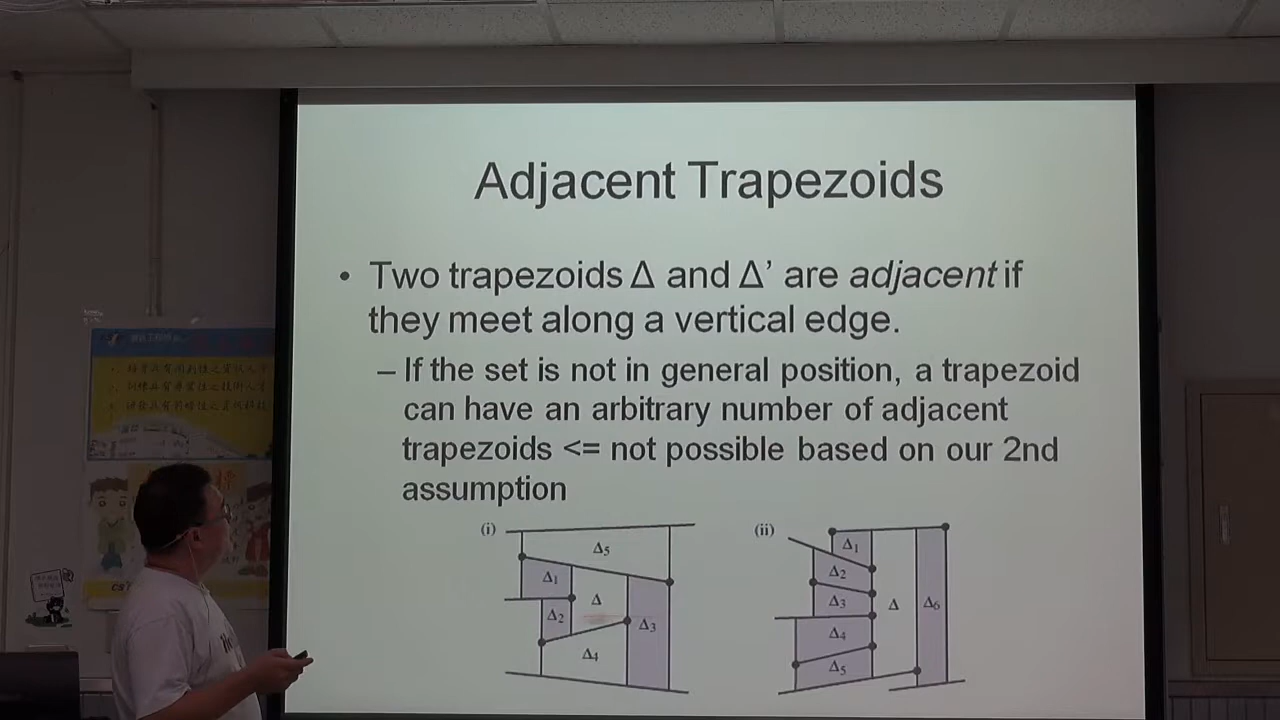 Adjacent Trapezoids
• Two trapezoids Δ and Δ’ are adjacent if
they meet along a vertical edge.
– If the set is not in general position, a trapezoid
can have an arbitrary number of adjacent
trapezoids <= not possible based on our 2nd
assumption
(i)
Δ5
Δ1
Δ
Δ2
Δ3
Δ4
(ii)
Δ1
Δ2
Δ3
Δ
Δ6
Δ4
Δ5
標